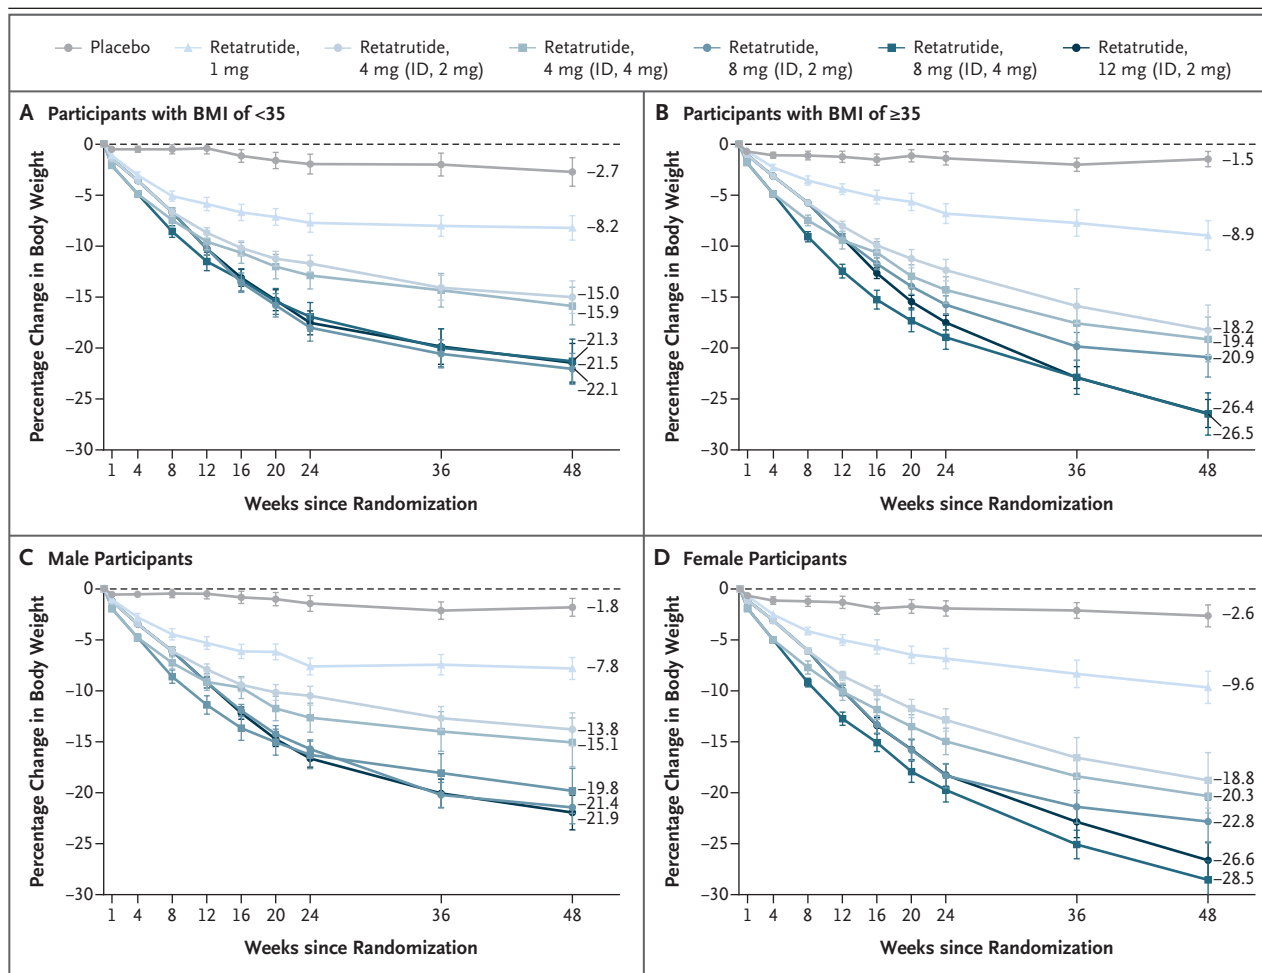 Placebo
Retatrutide,
1 mg
Retatrutide,
4 mg (ID, 2 mg)
Retatrutide,
4 mg (ID, 4 mg)
Retatrutide,
8 mg (ID, 2 mg)
Retatrutide,
8 mg (ID, 4 mg)
Retatrutide,
12 mg (ID, 2 mg)
A Participants with BMI of <35
Percentage Change in Body Weight
0
−5
−10
−15
−20
−25
−30
−2.7
−8.2
−15.0
−15.9
−21.3
−21.5
−22.1
1 4 8 12 16 20 24 36 48
Weeks since Randomization
B Participants with BMI of ≥35
Percentage Change in Body Weight
0
−5
−10
−15
−20
−25
−30
−1.5
−8.9
−18.2
−19.4
−20.9
−26.4
−26.5
1 4 8 12 16 20 24 36 48
Weeks since Randomization
C Male Participants
Percentage Change in Body Weight
0
−5
−10
−15
−20
−25
−30
−1.8
−7.8
−13.8
−15.1
−19.8
−21.4
−21.9
1 4 8 12 16 20 24 36 48
Weeks since Randomization
D Female Participants
Percentage Change in Body Weight
0
−5
−10
−15
−20
−25
−30
−2.6
−9.6
−18.8
−20.3
−22.8
−26.6
−28.5
1 4 8 12 16 20 24 36 48
Weeks since Randomization